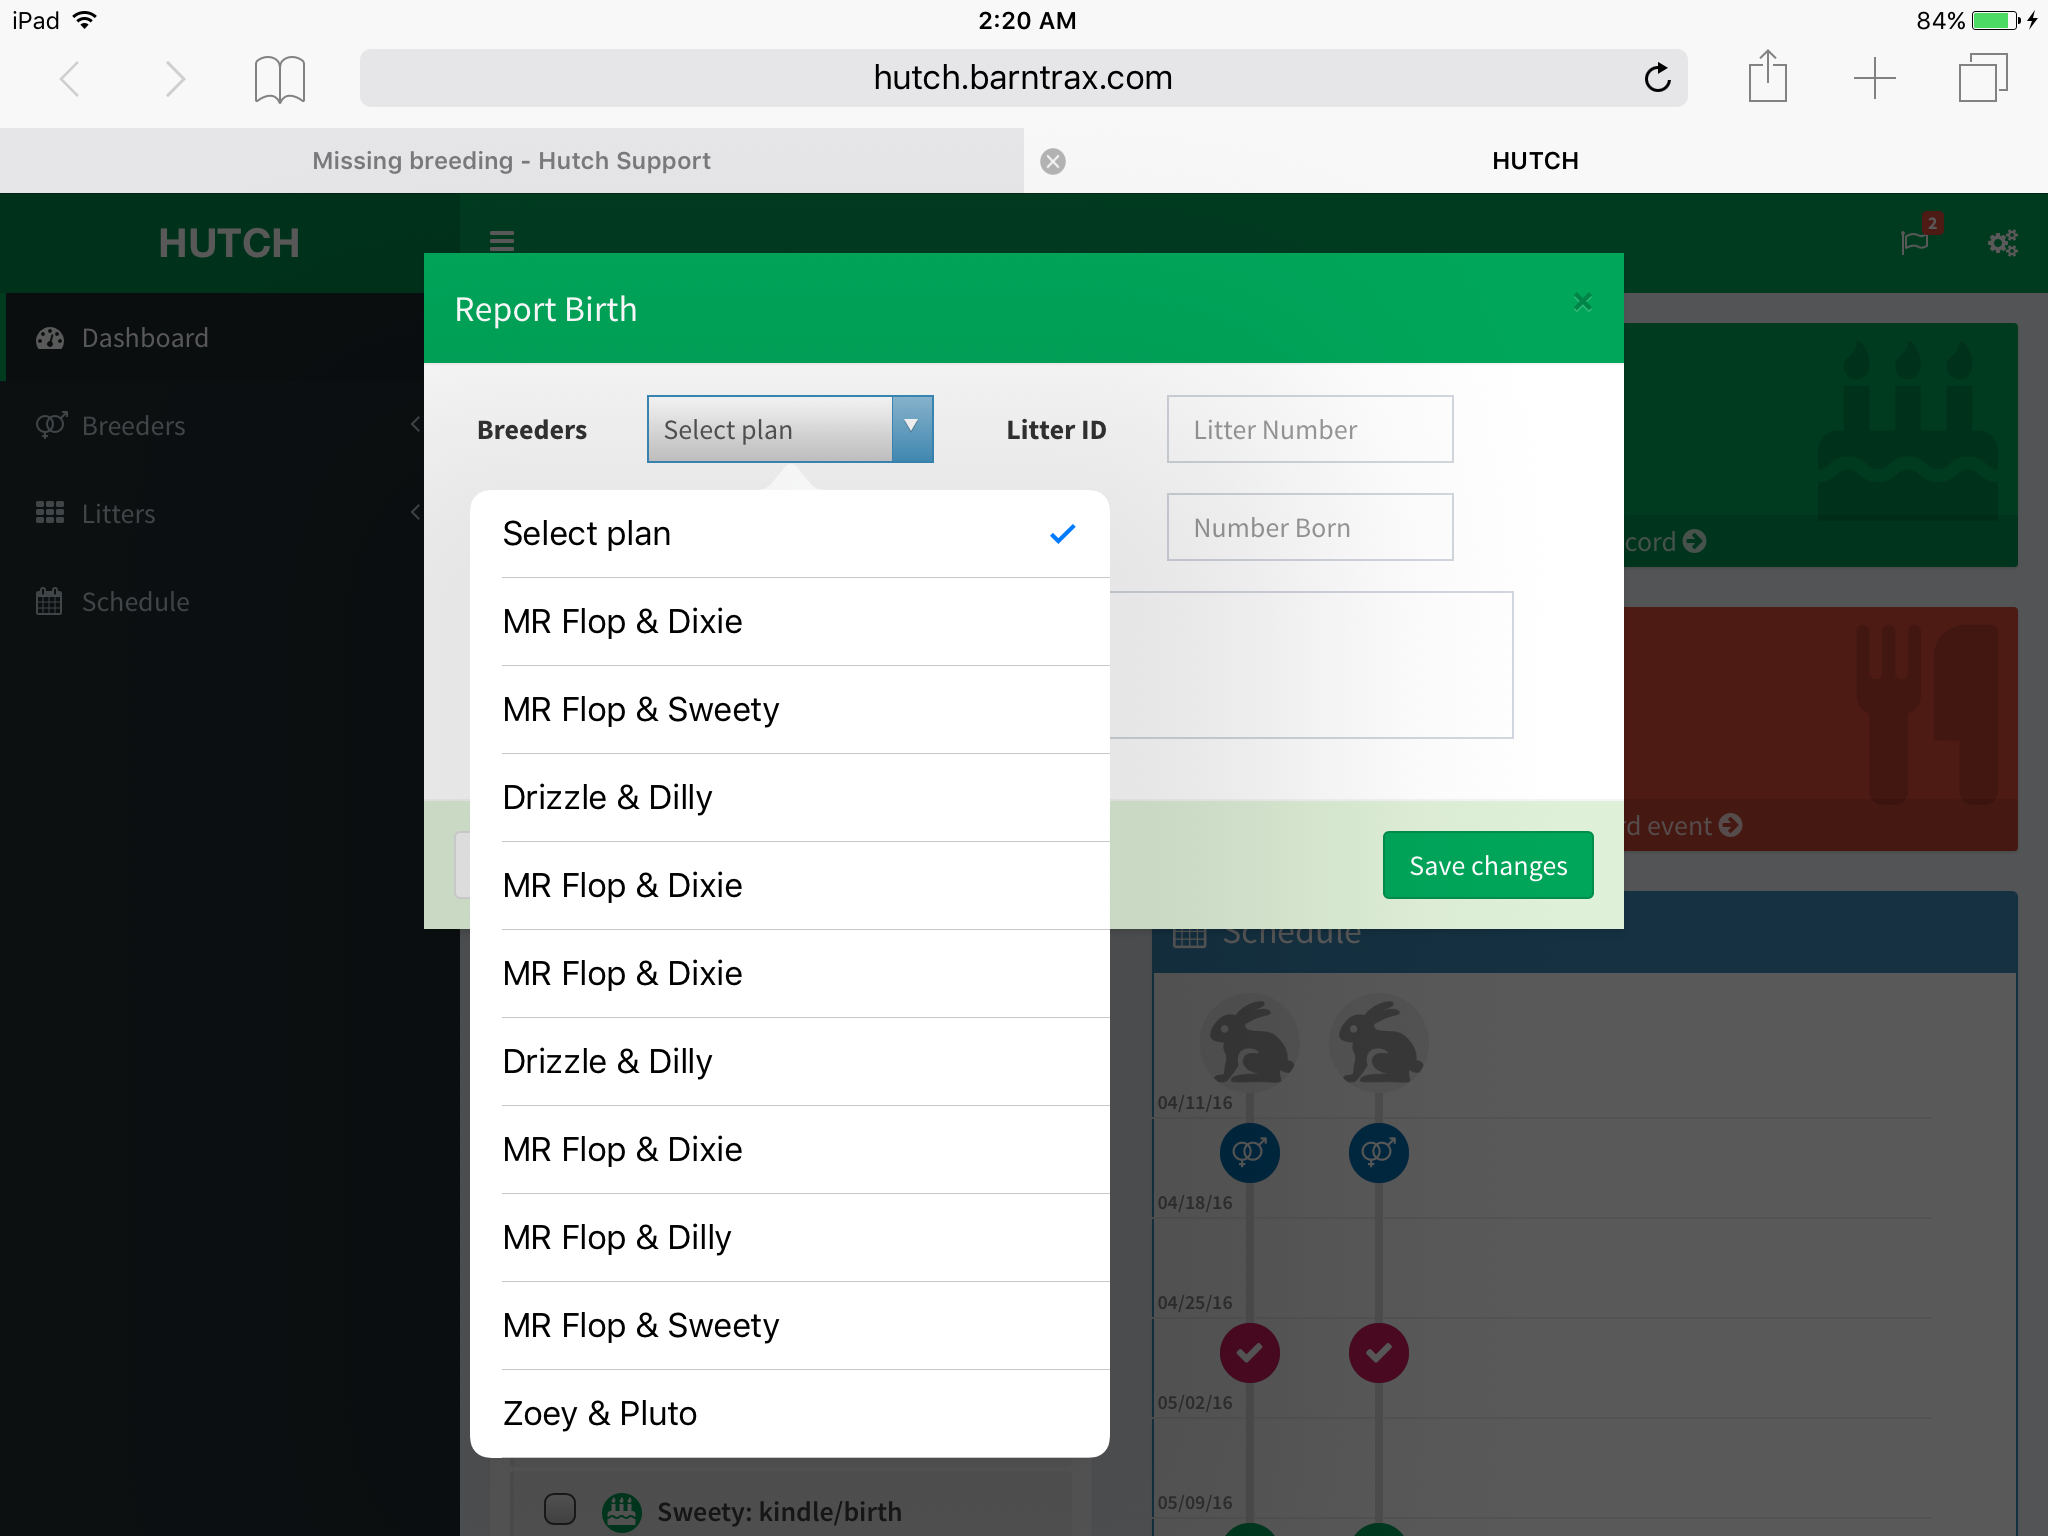 iPad 2:20 AM 84%
hutch.barntrax.com
Missing breeding - Hutch Support HUTCH
HUTCH 2
Report Birth ×
Dashboard
Breeders
Litters
Schedule
Breeders Select plan Litter ID Litter Number
Number Born
Select plan
MR Flop & Dixie
MR Flop & Sweety
Drizzle & Dilly
MR Flop & Dixie
MR Flop & Dixie
Drizzle & Dilly
MR Flop & Dixie
MR Flop & Dilly
MR Flop & Sweety
Zoey & Pluto
Save changes
cord
rd event
Schedule
04/11/16
04/18/16
04/25/16
05/02/16
05/09/16
Sweety: kindle/birth